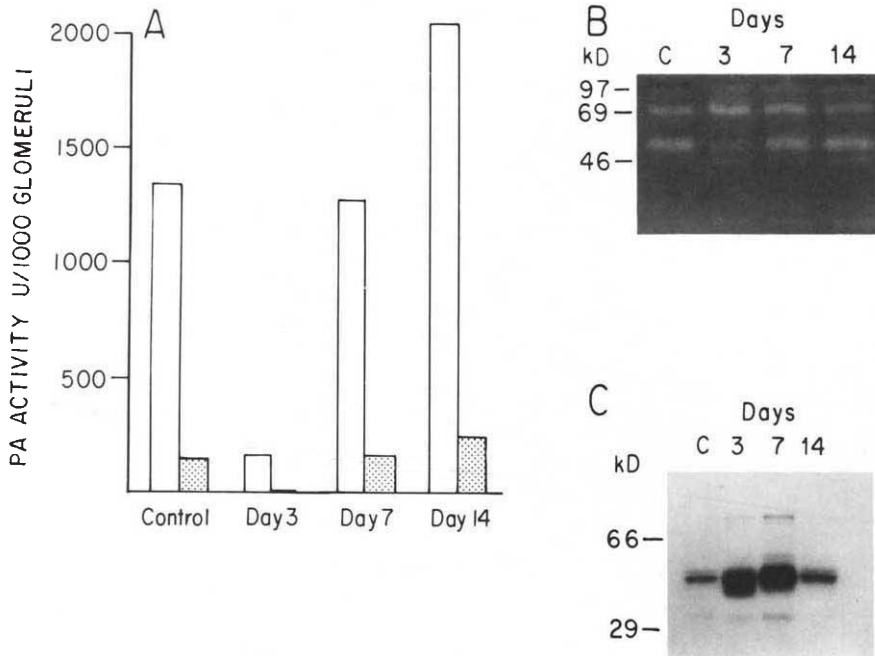 A
PA ACTIVITY U/1000 GLOMERULI
2000
1500
1000
500
Control Day 3 Day 7 Day 14
B
Days
kD C 3 7 14
97
69
46
C
Days
kD C 3 7 14
66
29